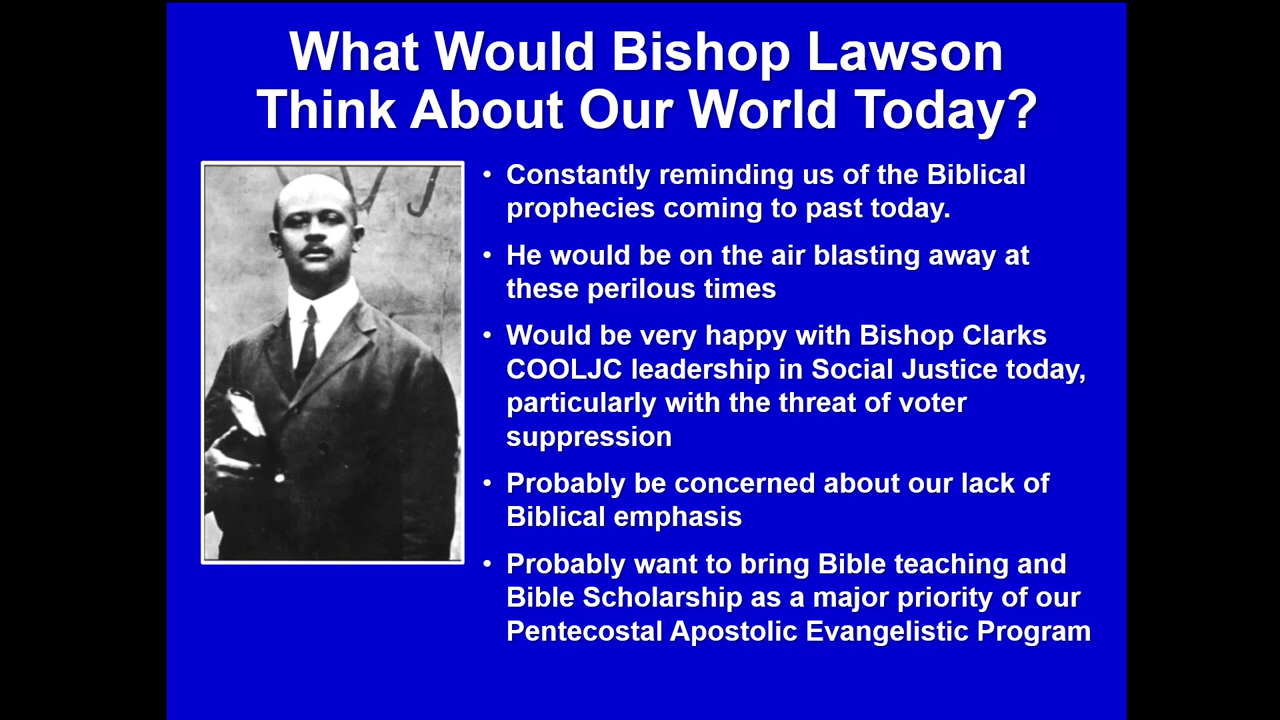 What Would Bishop Lawson
Think About Our World Today?
• Constantly reminding us of the Biblical
prophecies coming to past today.
• He would be on the air blasting away at
these perilous times
• Would be very happy with Bishop Clarks
COOLJC leadership in Social Justice today,
particularly with the threat of voter
suppression
• Probably be concerned about our lack of
Biblical emphasis
• Probably want to bring Bible teaching and
Bible Scholarship as a major priority of our
Pentecostal Apostolic Evangelistic Program